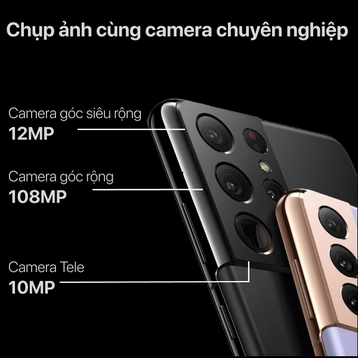 Chụp ảnh cùng camera chuyên nghiệp
Camera góc siêu rộng
12MP
Camera góc rộng
108MP
Camera Tele
10MP